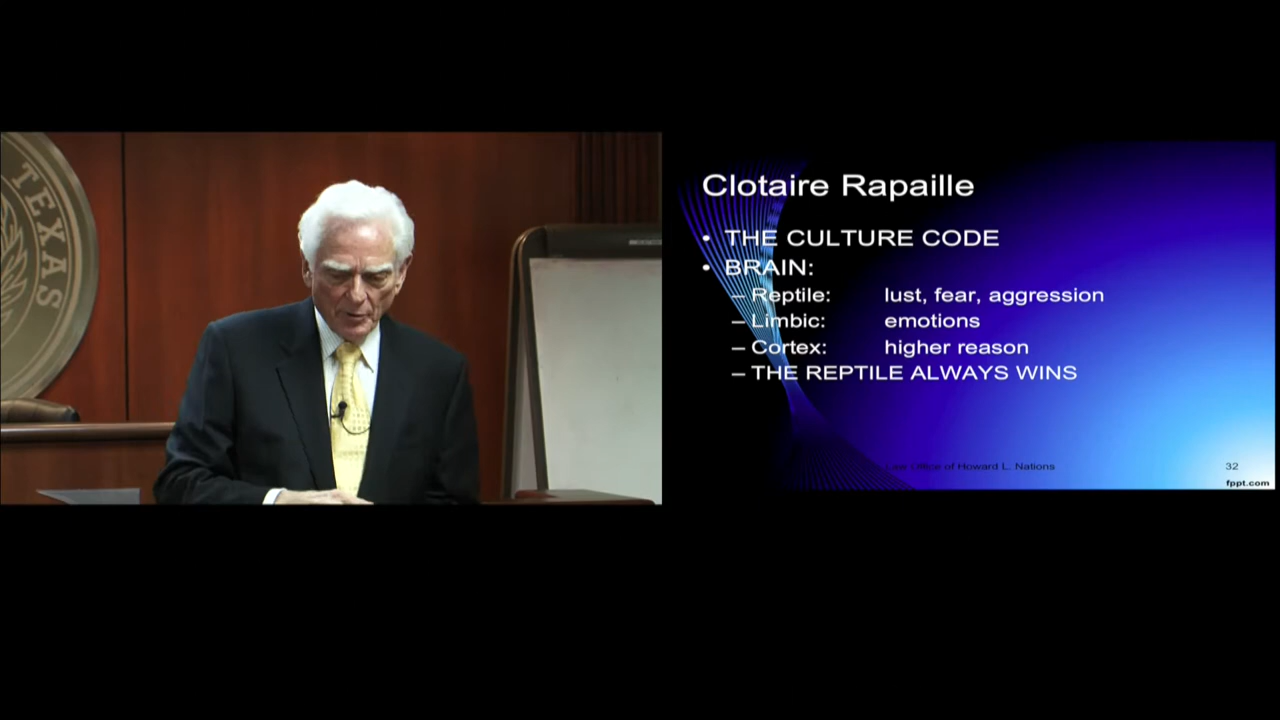 TEXAS
Clotaire Rapaille
• THE CULTURE CODE
• BRAIN:
– Reptile: lust, fear, aggression
– Limbic: emotions
– Cortex: higher reason
– THE REPTILE ALWAYS WINS
Law Office of Howard L. Nations
32
fppt.com